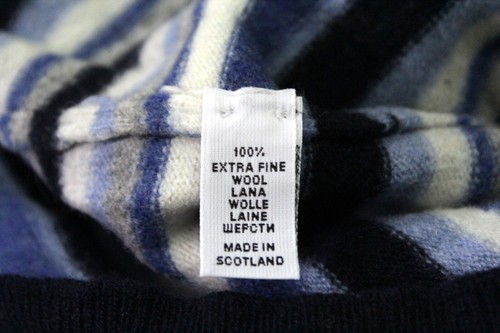 100%
EXTRA FINE
WOOL
LANA
WOLLE
LAINE
ШЕРСТИ
MADE IN
SCOTLAND